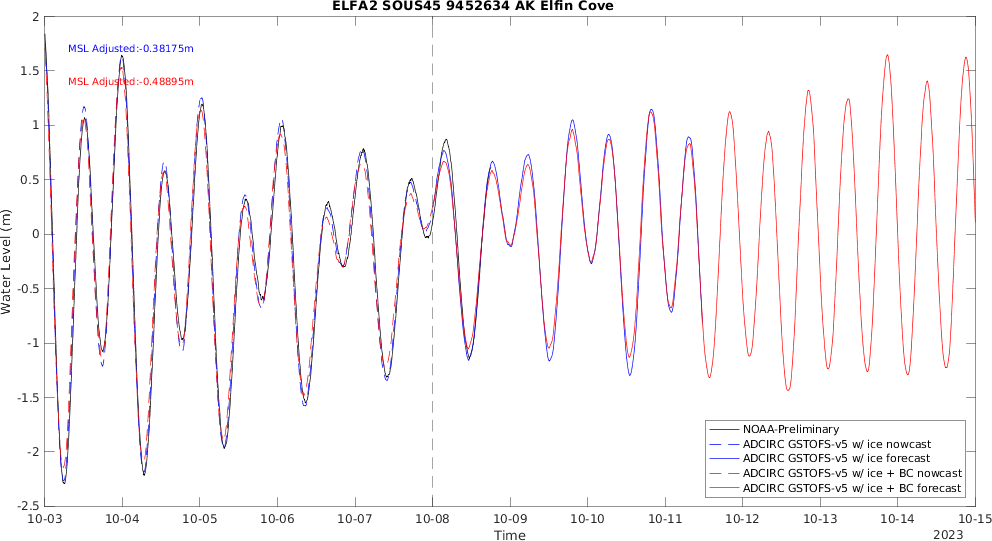 ELFA2 SOUS45 9452634 AK Elfin Cove
MSL Adjusted:-0.38175m
MSL Adjusted:-0.48895m
Water Level (m)
2
1.5
1
0.5
0
-0.5
-1
-1.5
-2
-2.5
NOAA-Preliminary
ADCIRC GSTOFS-v5 w/ ice nowcast
ADCIRC GSTOFS-v5 w/ ice forecast
ADCIRC GSTOFS-v5 w/ ice + BC nowcast
ADCIRC GSTOFS-v5 w/ ice + BC forecast
10-03 10-04 10-05 10-06 10-07 10-08 10-09 10-10 10-11 10-12 10-13 10-14 10-15
Time
2023